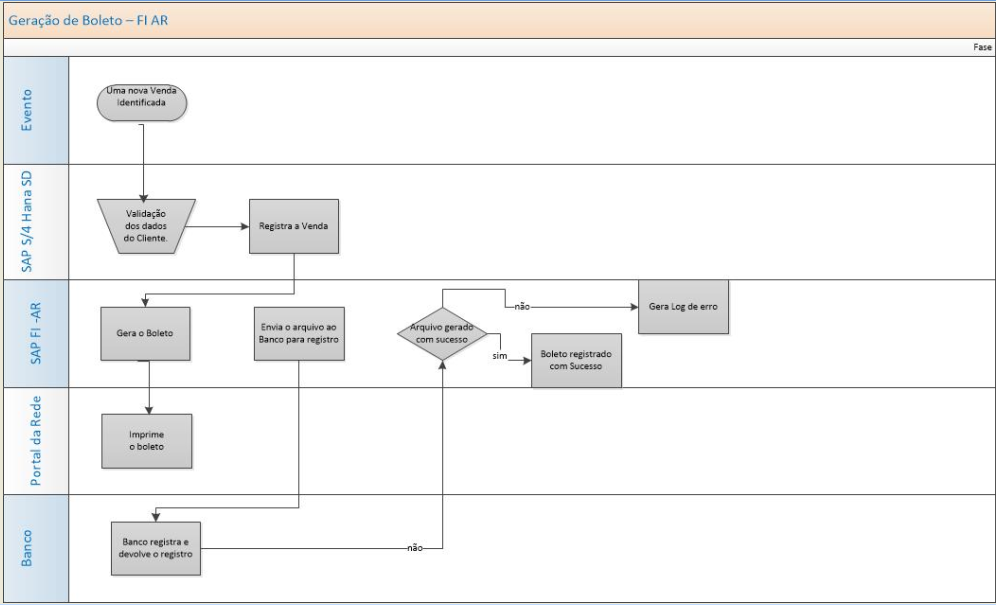 Geração de Boleto – FI AR
Fase
Evento
Uma nova Venda
Identificada
SAP S/4 Hana SD
Validação
dos dados
do Cliente.
Registra a Venda
SAP FI -AR
Gera o Boleto
Envia o arquivo ao
Banco para registro
Arquivo gerado
com sucesso
não
sim
Gera Log de erro
Boleto registrado
com Sucesso
Portal da Rede
Imprime
o boleto
Banco
Banco registra e
devolve o registro
não